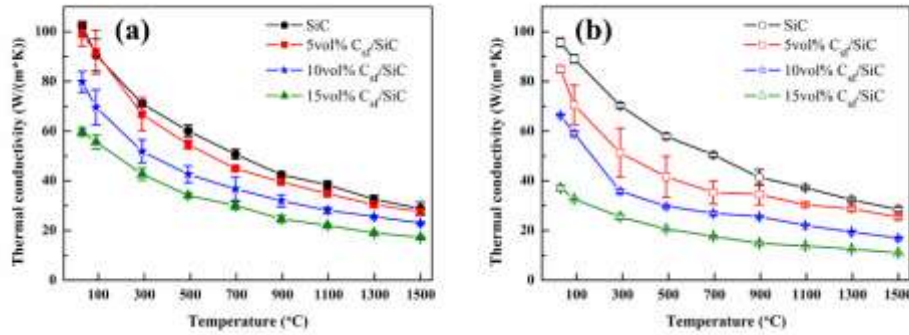 (a)
SiC
5vol% Csf/SiC
10vol% Csf/SiC
15vol% Csf/SiC
Thermal conductivity (W/(m*K))
100
80
60
40
20
0
100 300 500 700 900 1100 1300 1500
Temperature (°C)
(b)
SiC
5vol% Csf/SiC
10vol% Csf/SiC
15vol% Csf/SiC
Thermal conductivity (W/(m*K))
100
80
60
40
20
0
100 300 500 700 900 1100 1300 1500
Temperature (°C)